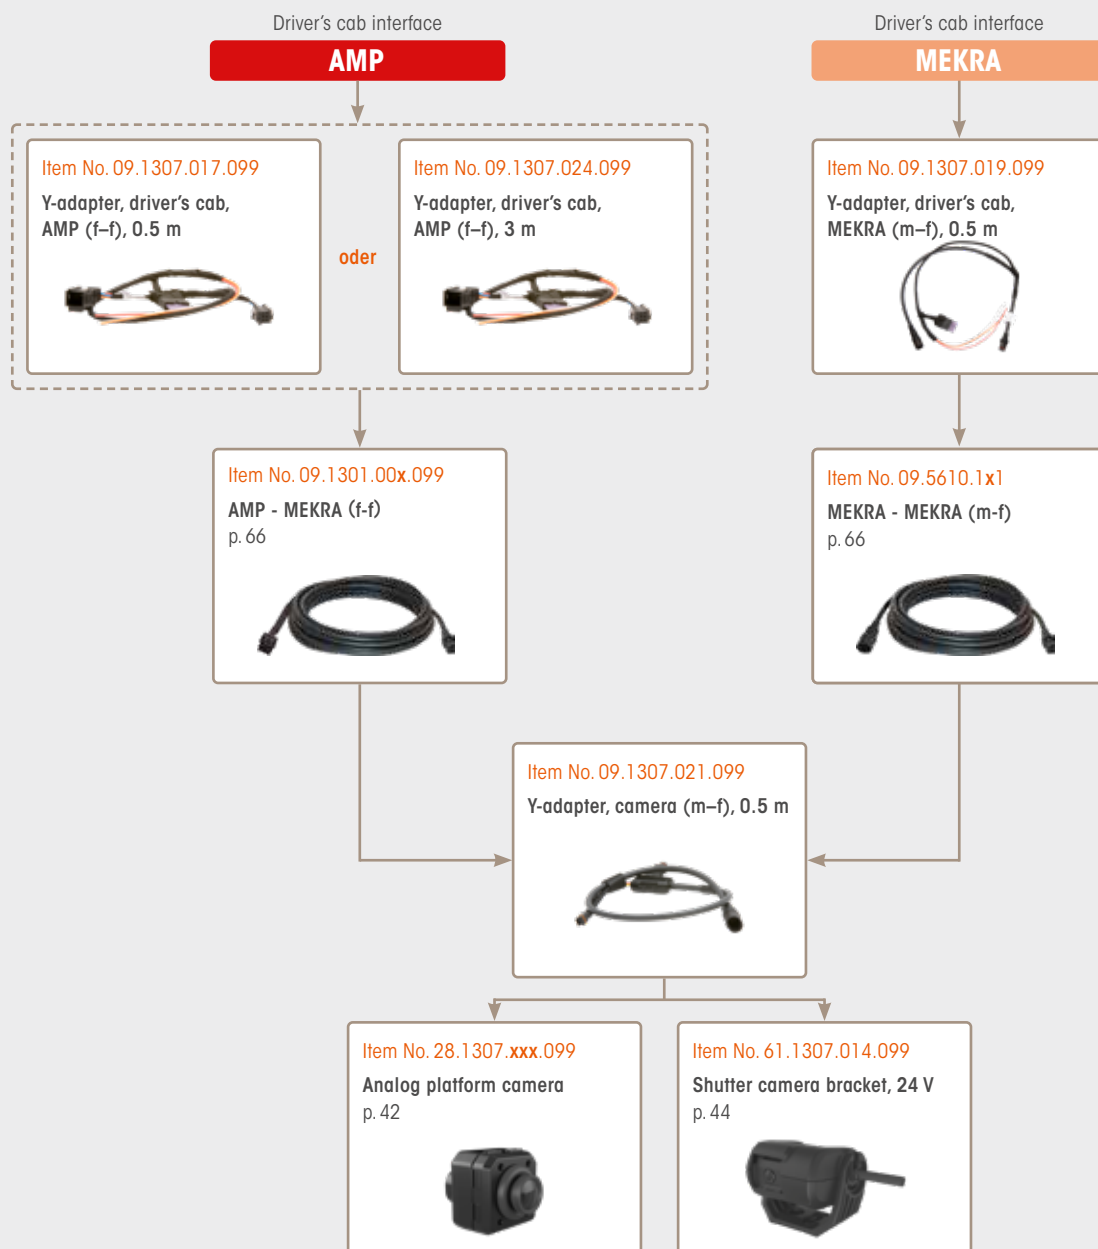 Driver's cab interface
AMP
Driver's cab interface
MEKRA
Item No. 09.1307.017.099
Y-adapter, driver's cab,
AMP (f–f), 0.5 m
oder
Item No. 09.1307.024.099
Y-adapter, driver's cab,
AMP (f–f), 3 m
Item No. 09.1307.019.099
Y-adapter, driver's cab,
MEKRA (m–f), 0.5 m
Item No. 09.1301.00x.099
AMP - MEKRA (f-f)
p. 66
Item No. 09.5610.1x1
MEKRA - MEKRA (m-f)
p. 66
Item No. 09.1307.021.099
Y-adapter, camera (m–f), 0.5 m
Item No. 28.1307.xxx.099
Analog platform camera
p. 42
Item No. 61.1307.014.099
Shutter camera bracket, 24 V
p. 44